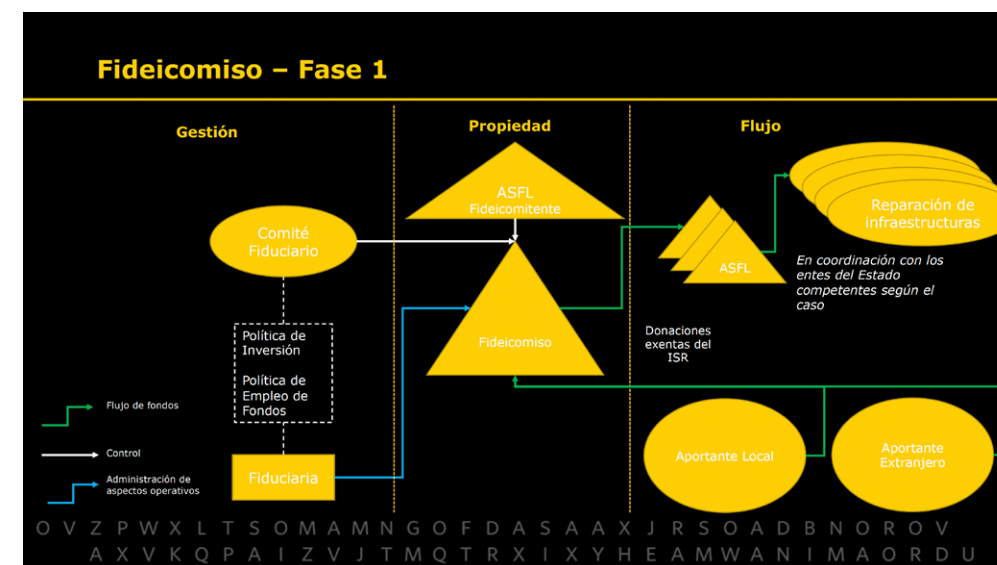 Fideicomiso – Fase 1
Gestión
Propiedad
Flujo
ASFL
Fideicomitente
Comité
Fiduciario
Política de
Inversión
Política de
Empleo de
Fondos
Fiduciaria
Fideicomiso
ASFL
Reparación de
infraestructuras
En coordinación con los
entes del Estado
competentes según el
caso
Donaciones
exentas del
ISR
Aportante Local
Aportante
Extranjero
Flujo de fondos
Control
Administración de
aspectos operativos
O V Z P W X L T S O M A M N G O F D A S A A X J R S O A D B N O R O V
A X V K Q P A I Z V J T M Q T R X I X Y H E A M W A N I M A O R D U